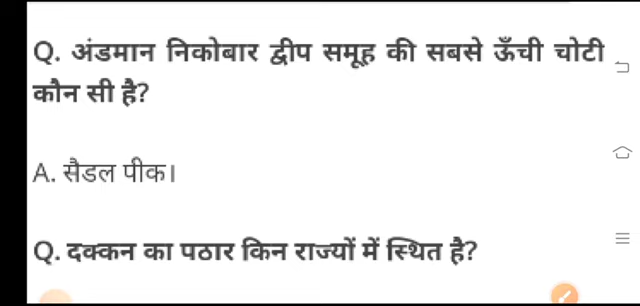 Q. अंडमान निकोबार द्वीप समूह की सबसे ऊँची चोटी
कौन सी है?
A. सैडल पीक।
Q. दक्कन का पठार किन राज्यों में स्थित है?